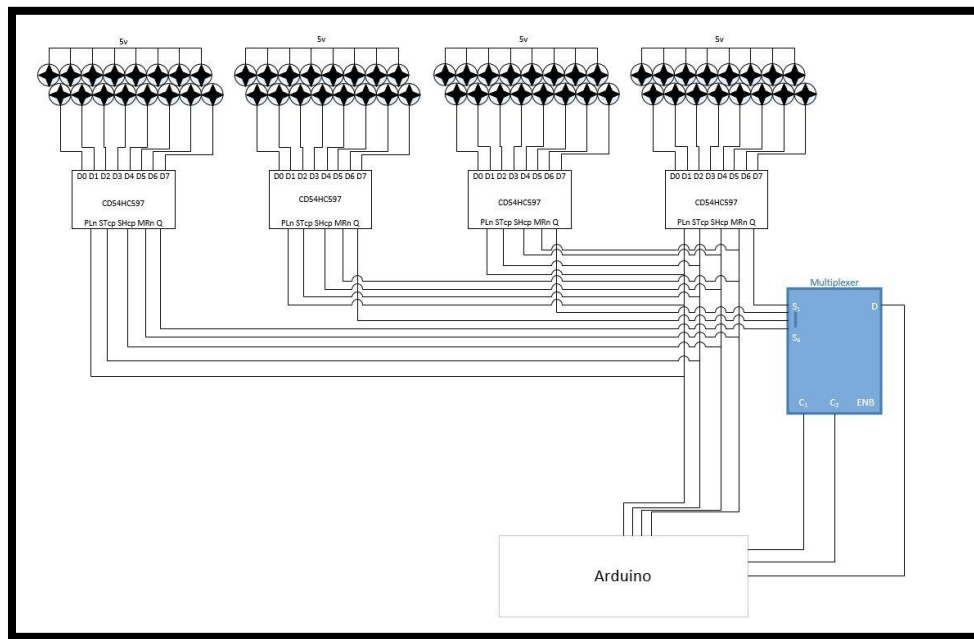 5v 5v 5v 5v
D0 D1 D2 D3 D4 D5 D6 D7
CD54HC597
PLn STcp SHcp MRn Q
D0 D1 D2 D3 D4 D5 D6 D7
CD54HC597
PLn STcp SHcp MRn Q
D0 D1 D2 D3 D4 D5 D6 D7
CD54HC597
PLn STcp SHcp MRn Q
D0 D1 D2 D3 D4 D5 D6 D7
CD54HC597
PLn STcp SHcp MRn Q
Multiplexer
S₁ D
S₄
C₁ C₂ ENB
Arduino